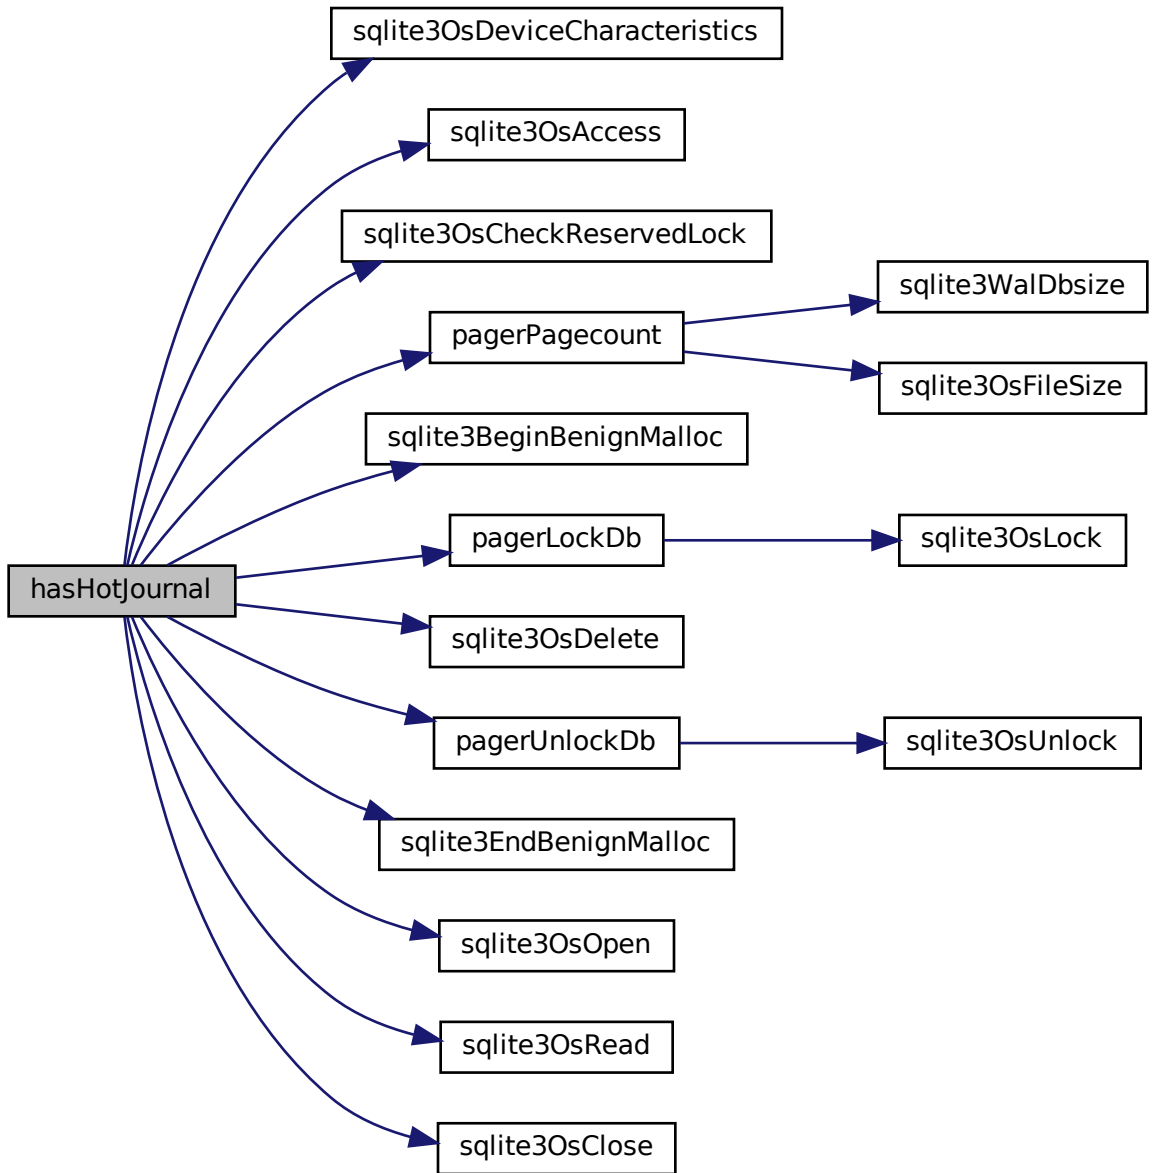 sqlite3OsDeviceCharacteristics
sqlite3OsAccess
sqlite3OsCheckReservedLock
sqlite3WalDbsize
pagerPagecount
sqlite3OsFileSize
sqlite3BeginBenignMalloc
pagerLockDb
sqlite3OsLock
hasHotJournal
sqlite3OsDelete
pagerUnlockDb
sqlite3OsUnlock
sqlite3EndBenignMalloc
sqlite3OsOpen
sqlite3OsRead
sqlite3OsClose